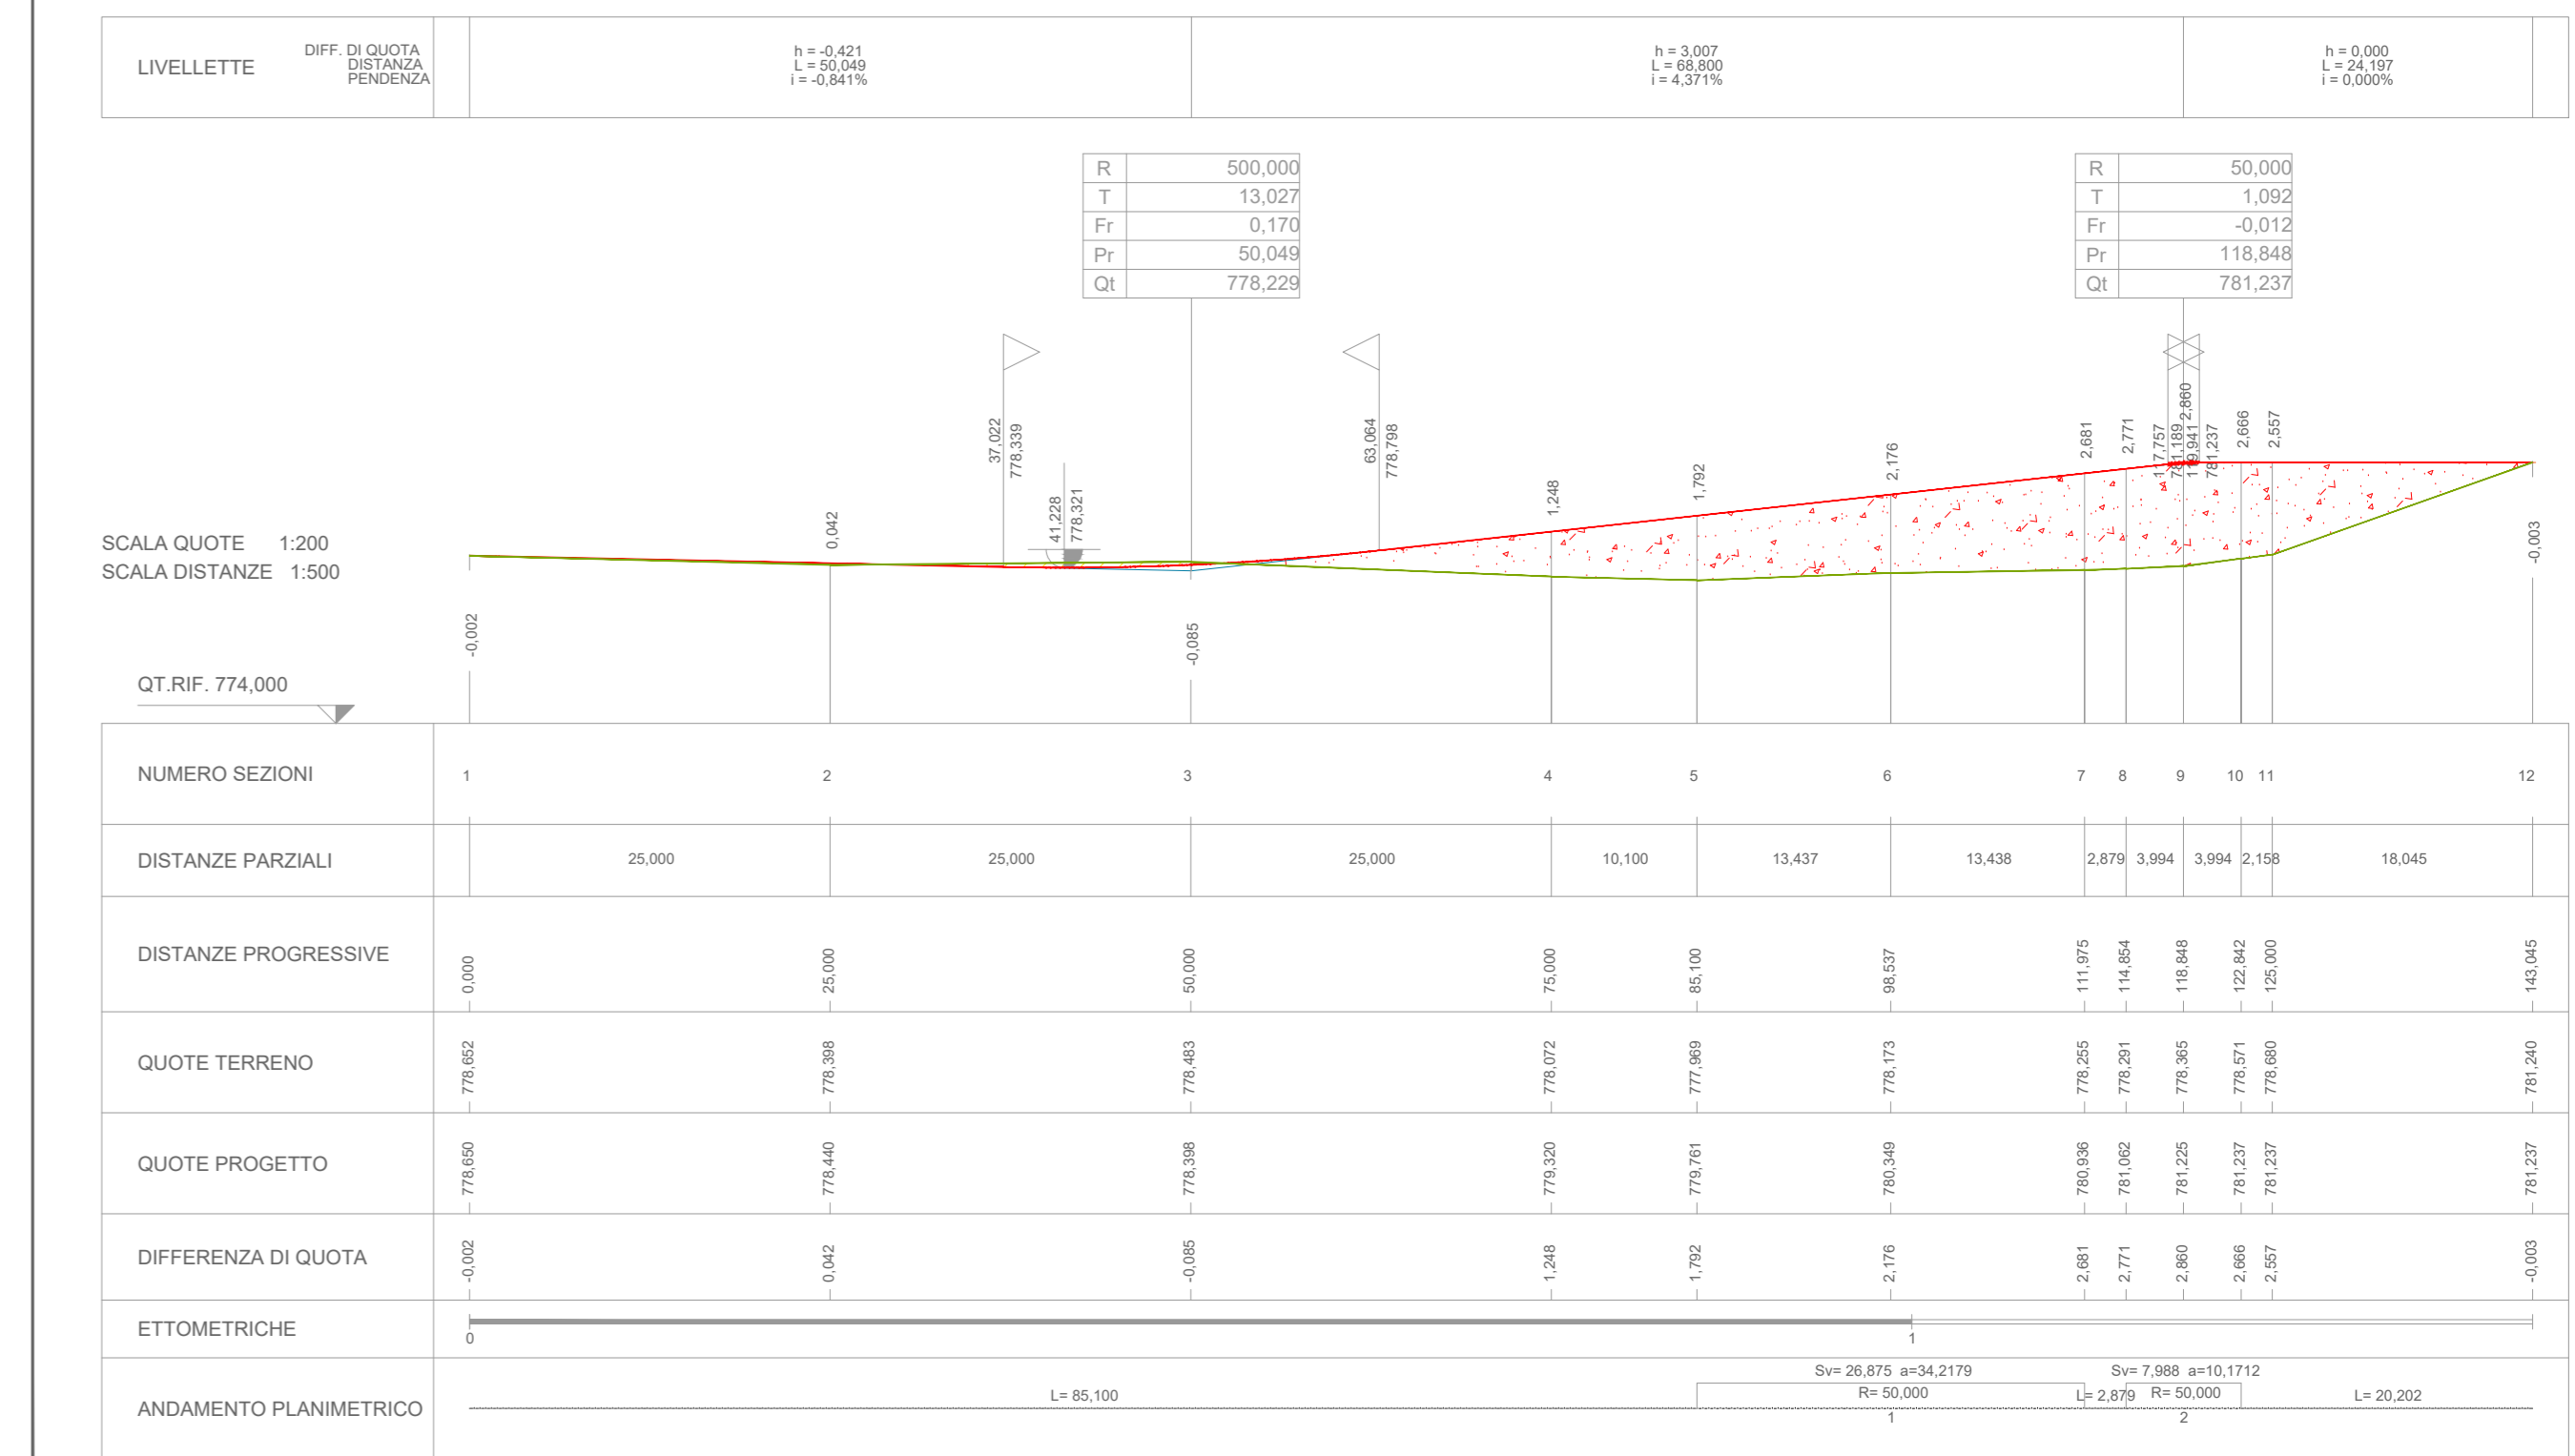 LIVELLETTE
DIFF. DI QUOTA
DISTANZA
PENDENZA
h = -0,421
L = 50,049
i = -0,841%
h = 3,007
L = 68,800
i = 4,371%
h = 0,000
L = 24,197
i = 0,000%
R 500,000
T 13,027
Fr 0,170
Pr 50,049
Qt 778,229
R 50,000
T 1,092
Fr -0,012
Pr 118,848
Qt 781,237
37,022
778,339
41,228
778,321
63,064
778,798
117,757
781,189
119,941
781,237
-0,002
0,042
-0,085
1,248
1,792
2,176
2,681
2,771
2,860
2,666
2,557
-0,003
SCALA QUOTE 1:200
SCALA DISTANZE 1:500
QT.RIF. 774,000
NUMERO SEZIONI 1 2 3 4 5 6 7 8 9 10 11 12
DISTANZE PARZIALI 25,000 25,000 25,000 10,100 13,437 13,438 2,879 3,994 3,994 2,158 18,045
DISTANZE PROGRESSIVE 0,000 25,000 50,000 75,000 85,100 98,537 111,975 114,854 118,848 122,842 125,000 143,045
QUOTE TERRENO 778,652 778,398 778,483 778,072 777,969 778,173 778,255 778,291 778,365 778,571 778,680 781,240
QUOTE PROGETTO 778,650 778,440 778,398 779,320 779,761 780,349 780,936 781,062 781,225 781,237 781,237 781,237
DIFFERENZA DI QUOTA -0,002 0,042 -0,085 1,248 1,792 2,176 2,681 2,771 2,860 2,666 2,557 -0,003
ETTOMETRICHE 0 1
ANDAMENTO PLANIMETRICO
L= 85,100
Sv= 26,875 a=34,2179
R= 50,000
1
L= 2,879
Sv= 7,988 a=10,1712
R= 50,000
2
L= 20,202